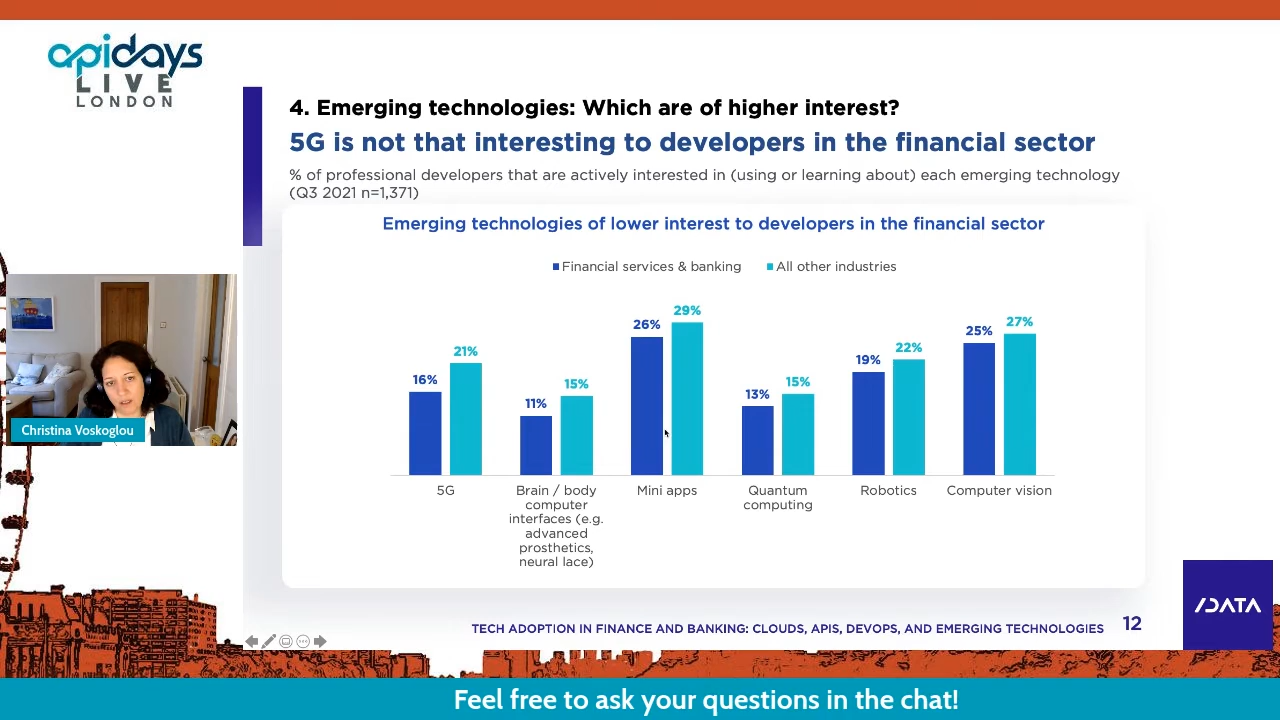 apidays
LIVE
LONDON
4. Emerging technologies: Which are of higher interest?
5G is not that interesting to developers in the financial sector
% of professional developers that are actively interested in (using or learning about) each emerging technology
(Q3 2021 n=1,371)
Emerging technologies of lower interest to developers in the financial sector
Financial services & banking
All other industries
16%
21%
11%
15%
26%
29%
13%
15%
19%
22%
25%
27%
5G
Brain / body
computer
interfaces (e.g.
advanced
prosthetics,
neural lace)
Mini apps
Quantum
computing
Robotics
Computer vision
Christina Voskoglou
/DATA
TECH ADOPTION IN FINANCE AND BANKING: CLOUDS, APIS, DEVOPS, AND EMERGING TECHNOLOGIES
12
Feel free to ask your questions in the chat!